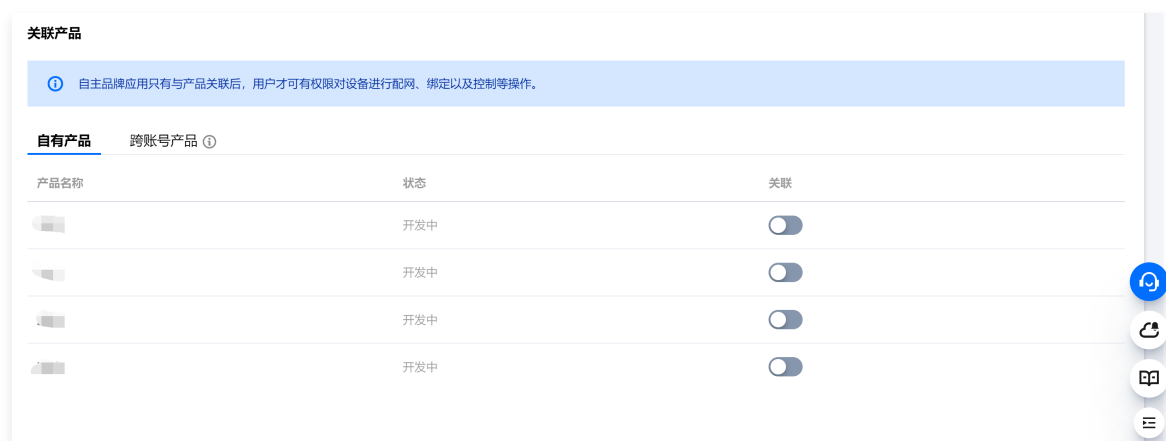 关联产品
自主品牌应用只有与产品关联后，用户才可有权限对设备进行配网、绑定以及控制等操作。
自有产品 跨账号产品
产品名称 状态 关联
开发中
开发中
开发中
开发中